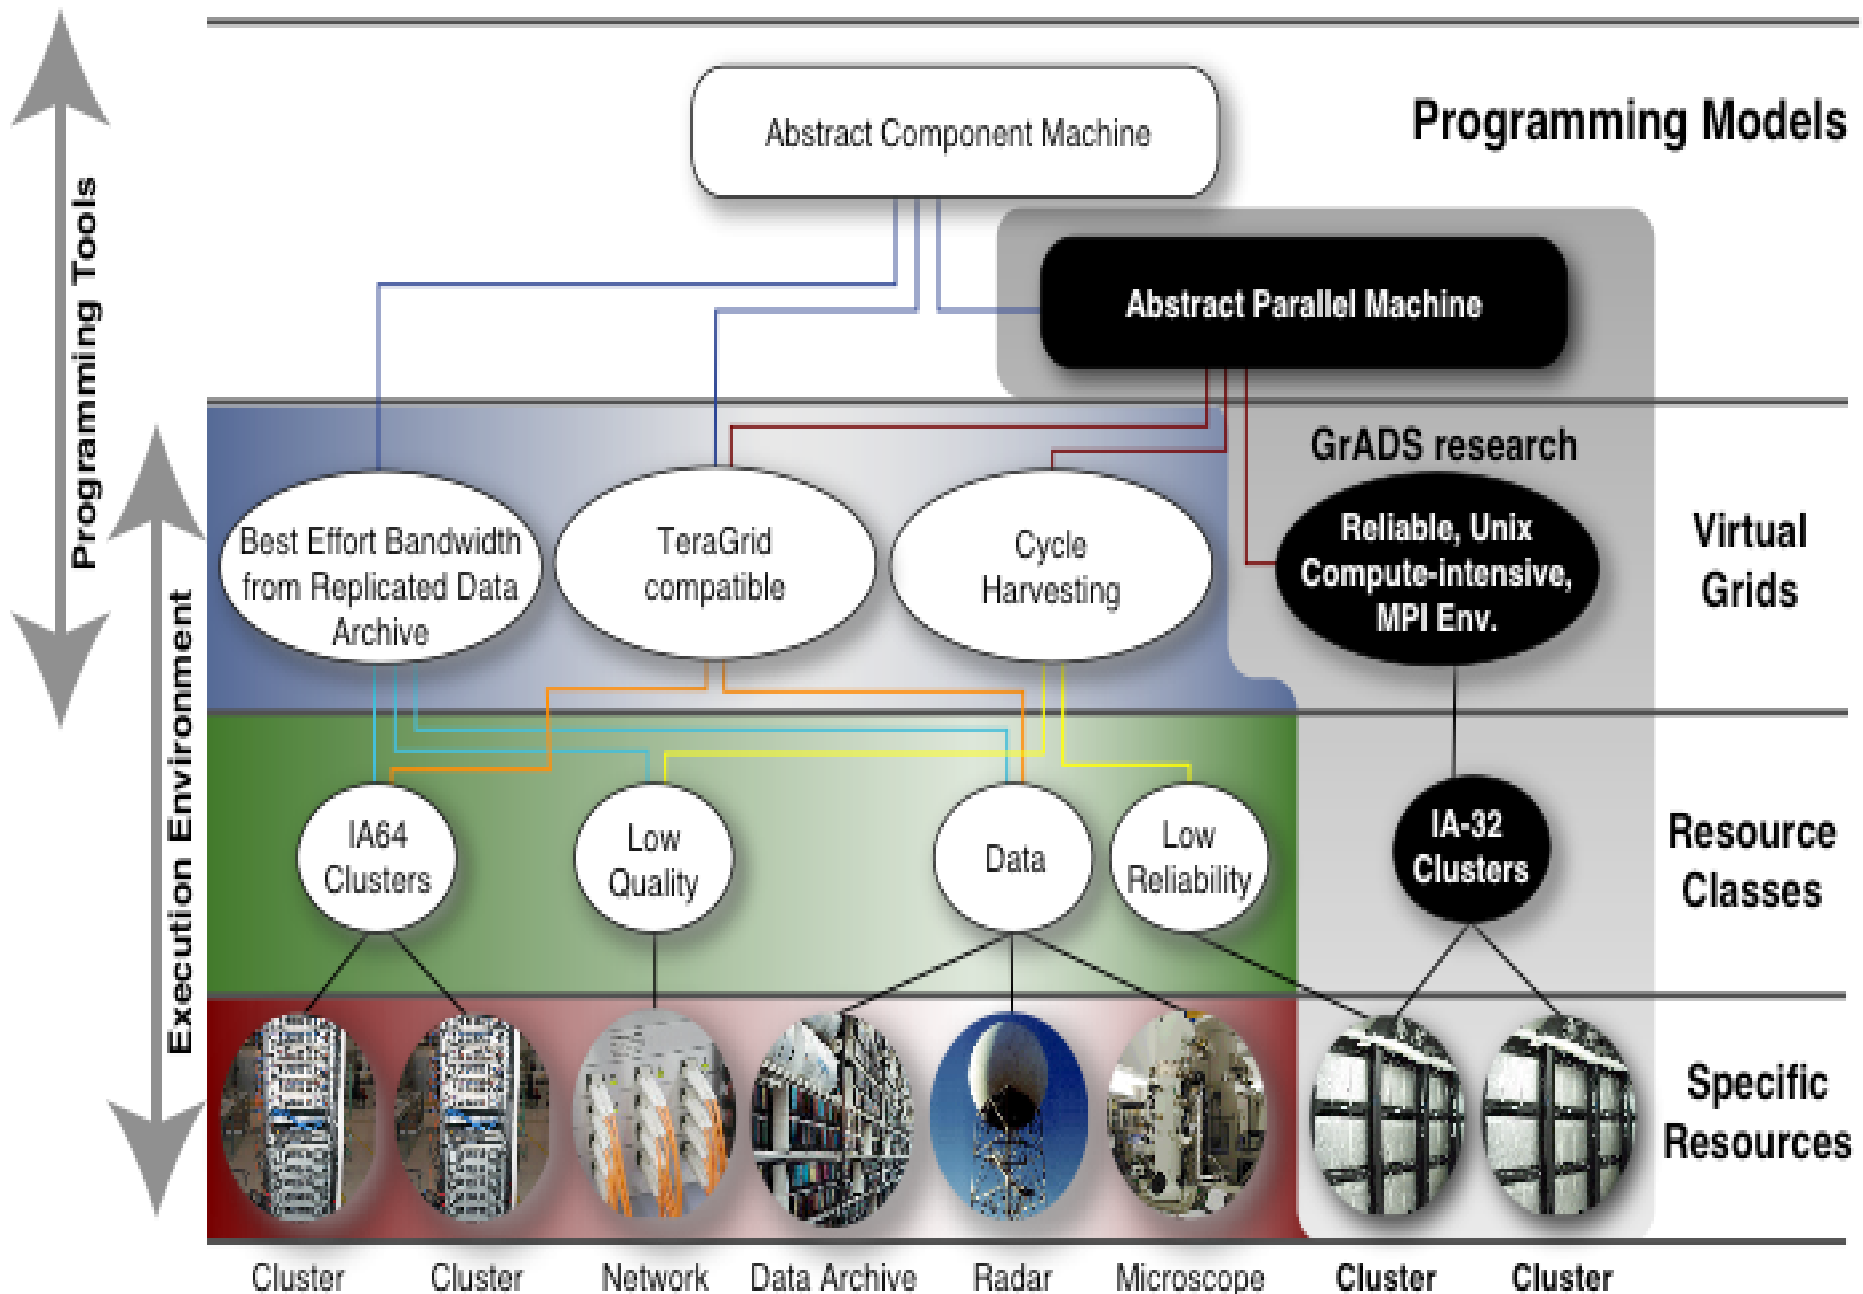 Programming Models
Abstract Component Machine
Abstract Parallel Machine
Programming Tools
Execution Environment
GrADS research
Best Effort Bandwidth
from Replicated Data
Archive
TeraGrid
compatible
Cycle
Harvesting
Reliable, Unix
Compute-intensive,
MPI Env.
Virtual
Grids
IA64
Clusters
Low
Quality
Data
Low
Reliability
IA-32
Clusters
Resource
Classes
Specific
Resources
Cluster
Cluster
Network
Data Archive
Radar
Microscope
Cluster
Cluster